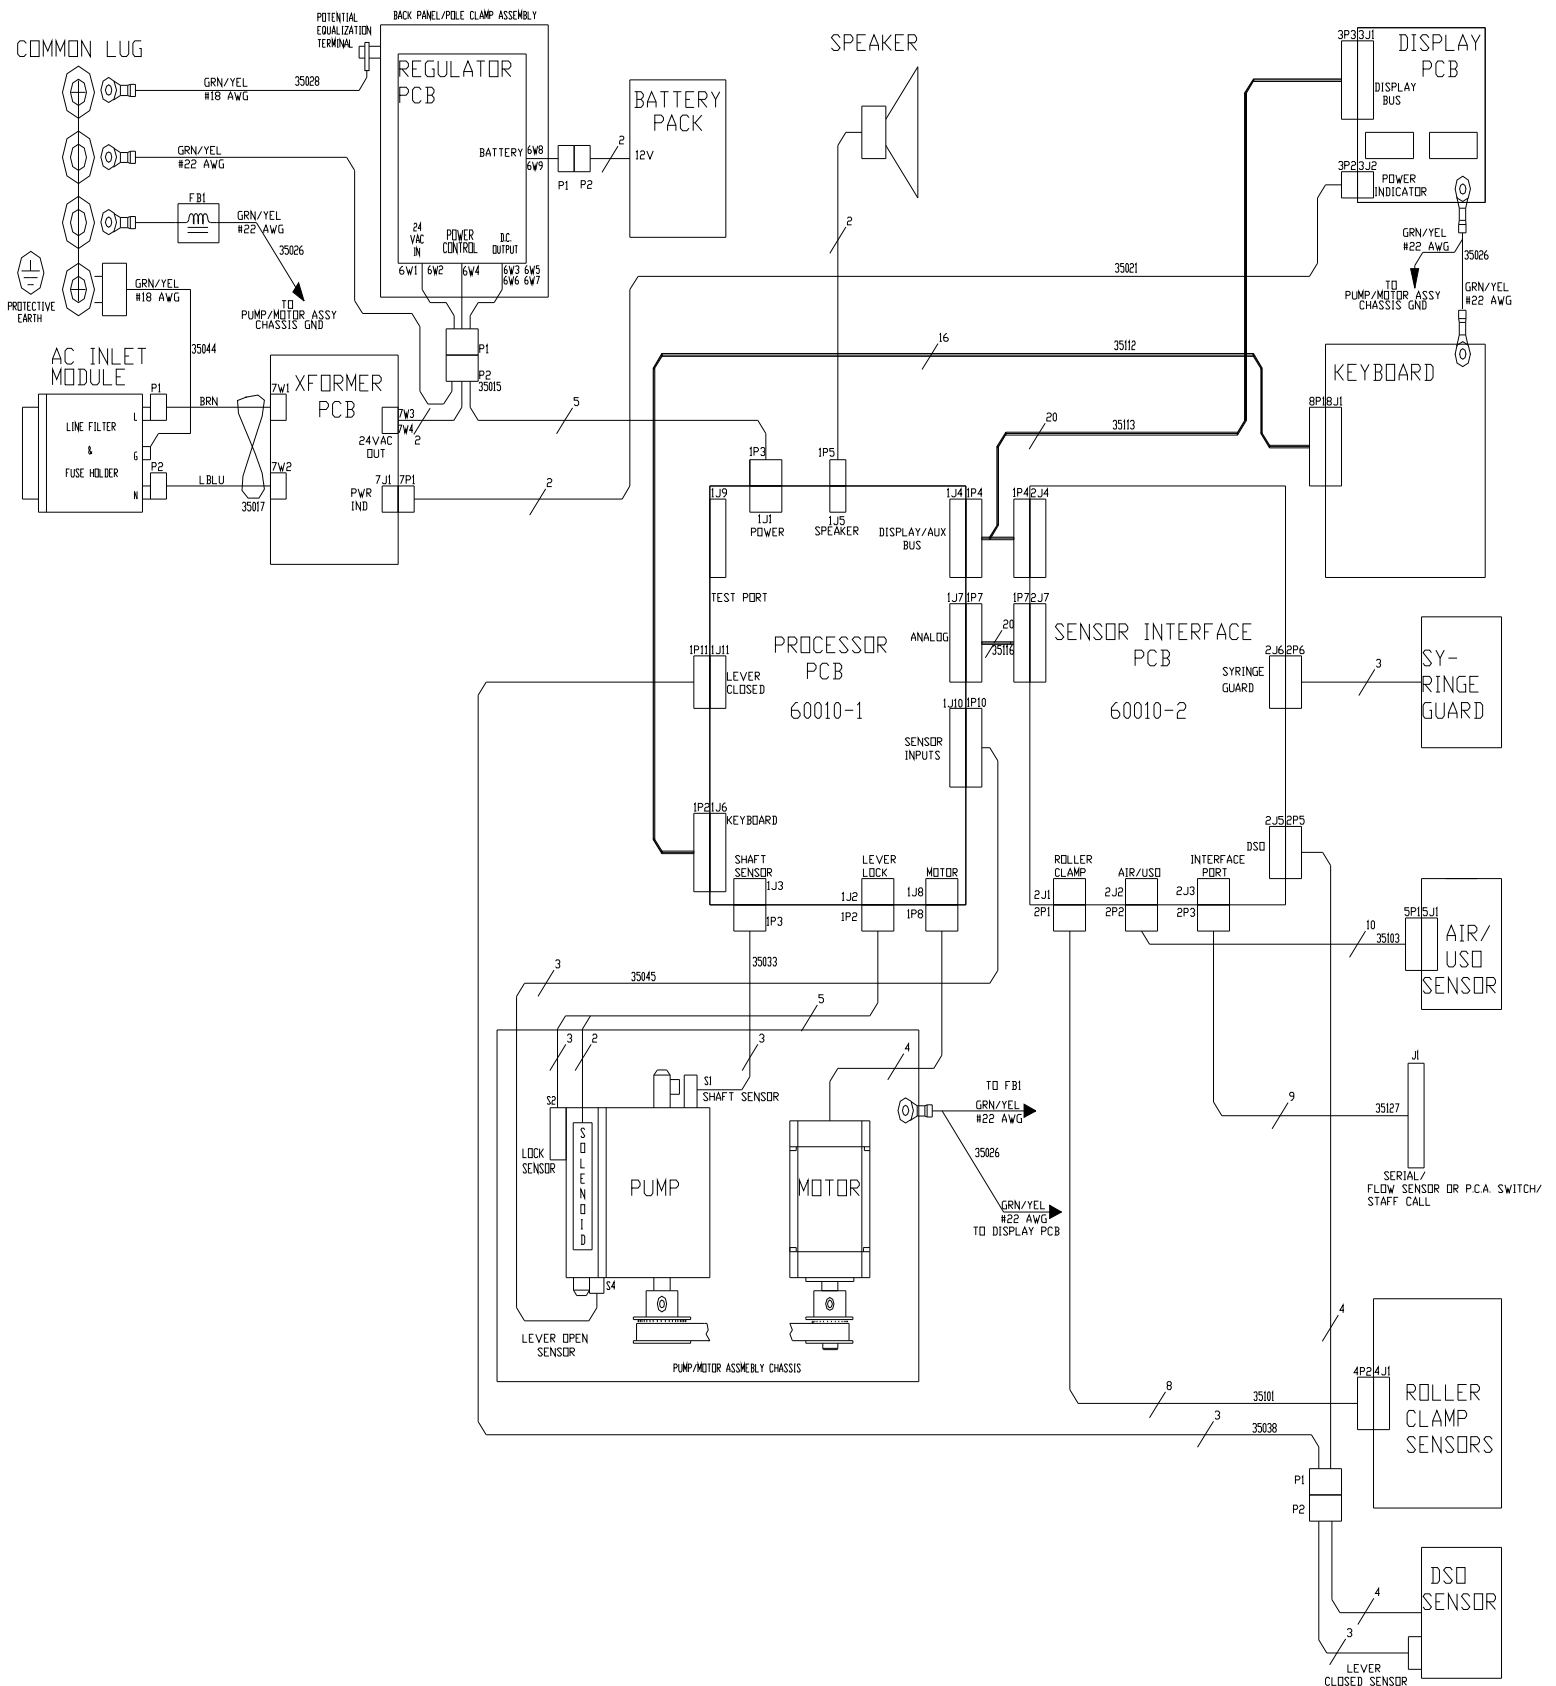 BACK PANEL/POLE CLAMP ASSEMBLY
POTENTIAL
EQUALIZATION
TERMINAL
COMMON LUG
GRN/YEL
#18 AWG
35028
GRN/YEL
#22 AWG
FB1
GRN/YEL
#22 AWG
35026
TO
PUMP/MOTOR ASSY
CHASSIS GND
PROTECTIVE
EARTH
GRN/YEL
#18 AWG
35044
REGULATOR
PCB
BATTERY
6W8
6W9
P1
P2
2
BATTERY
PACK
12V
24
VAC
IN
POWER
CONTROL
D.C.
OUTPUT
6W1
6W2
6W4
6W3 6W5
6W6 6W7
P1
P2
35015
SPEAKER
2
3P3
3J1
DISPLAY
PCB
DISPLAY
BUS
3P2
3J2
POWER
INDICATOR
GRN/YEL
#22 AWG
35026
TO
PUMP/MOTOR ASSY
CHASSIS GND
GRN/YEL
#22 AWG
35021
16
35112
KEYBOARD
8P1
8J1
20
35113
AC INLET
MODULE
P1
L
LINE FILTER
&
FUSE HOLDER
G
P2
N
BRN
LBLU
35017
7W1
7W2
XFORMER
PCB
7W3
7W4
2
24VAC
OUT
7J1
7P1
PWR
IND
2
5
1P3
1J1
POWER
1P5
1J5
SPEAKER
1J9
TEST PORT
1J4
1P4
DISPLAY/AUX
BUS
1P4
2J4
1J7
1P7
ANALOG
20
35116
1P7
2J7
PROCESSOR
PCB
60010-1
SENSOR INTERFACE
PCB
60010-2
1P11
1J11
LEVER
CLOSED
1J10
1P10
SENSOR
INPUTS
2J6
2P6
SYRINGE
GUARD
3
SY-
RINGE
GUARD
1P2
1J6
KEYBOARD
SHAFT
SENSOR
1J3
1P3
LEVER
LOCK
1J2
1P2
MOTOR
1J8
1P8
ROLLER
CLAMP
2J1
2P1
AIR/USO
2J2
2P2
INTERFACE
PORT
2J3
2P3
2J5
2P5
DSO
10
35103
5P1
5J1
AIR/
USO
SENSOR
3
35045
35033
5
3
2
3
4
S2
S1
SHAFT SENSOR
LOCK
SENSOR
SOLENOID
PUMP
MOTOR
S4
LEVER OPEN
SENSOR
PUMP/MOTOR ASSMEBLY CHASSIS
TO FB1
GRN/YEL
#22 AWG
35026
GRN/YEL
#22 AWG
TO DISPLAY PCB
9
35127
J1
SERIAL/
FLOW SENSOR OR P.C.A. SWITCH/
STAFF CALL
4
8
35101
4P2
4J1
ROLLER
CLAMP
SENSORS
3
35038
P1
P2
DSO
SENSOR
4
3
LEVER
CLOSED SENSOR